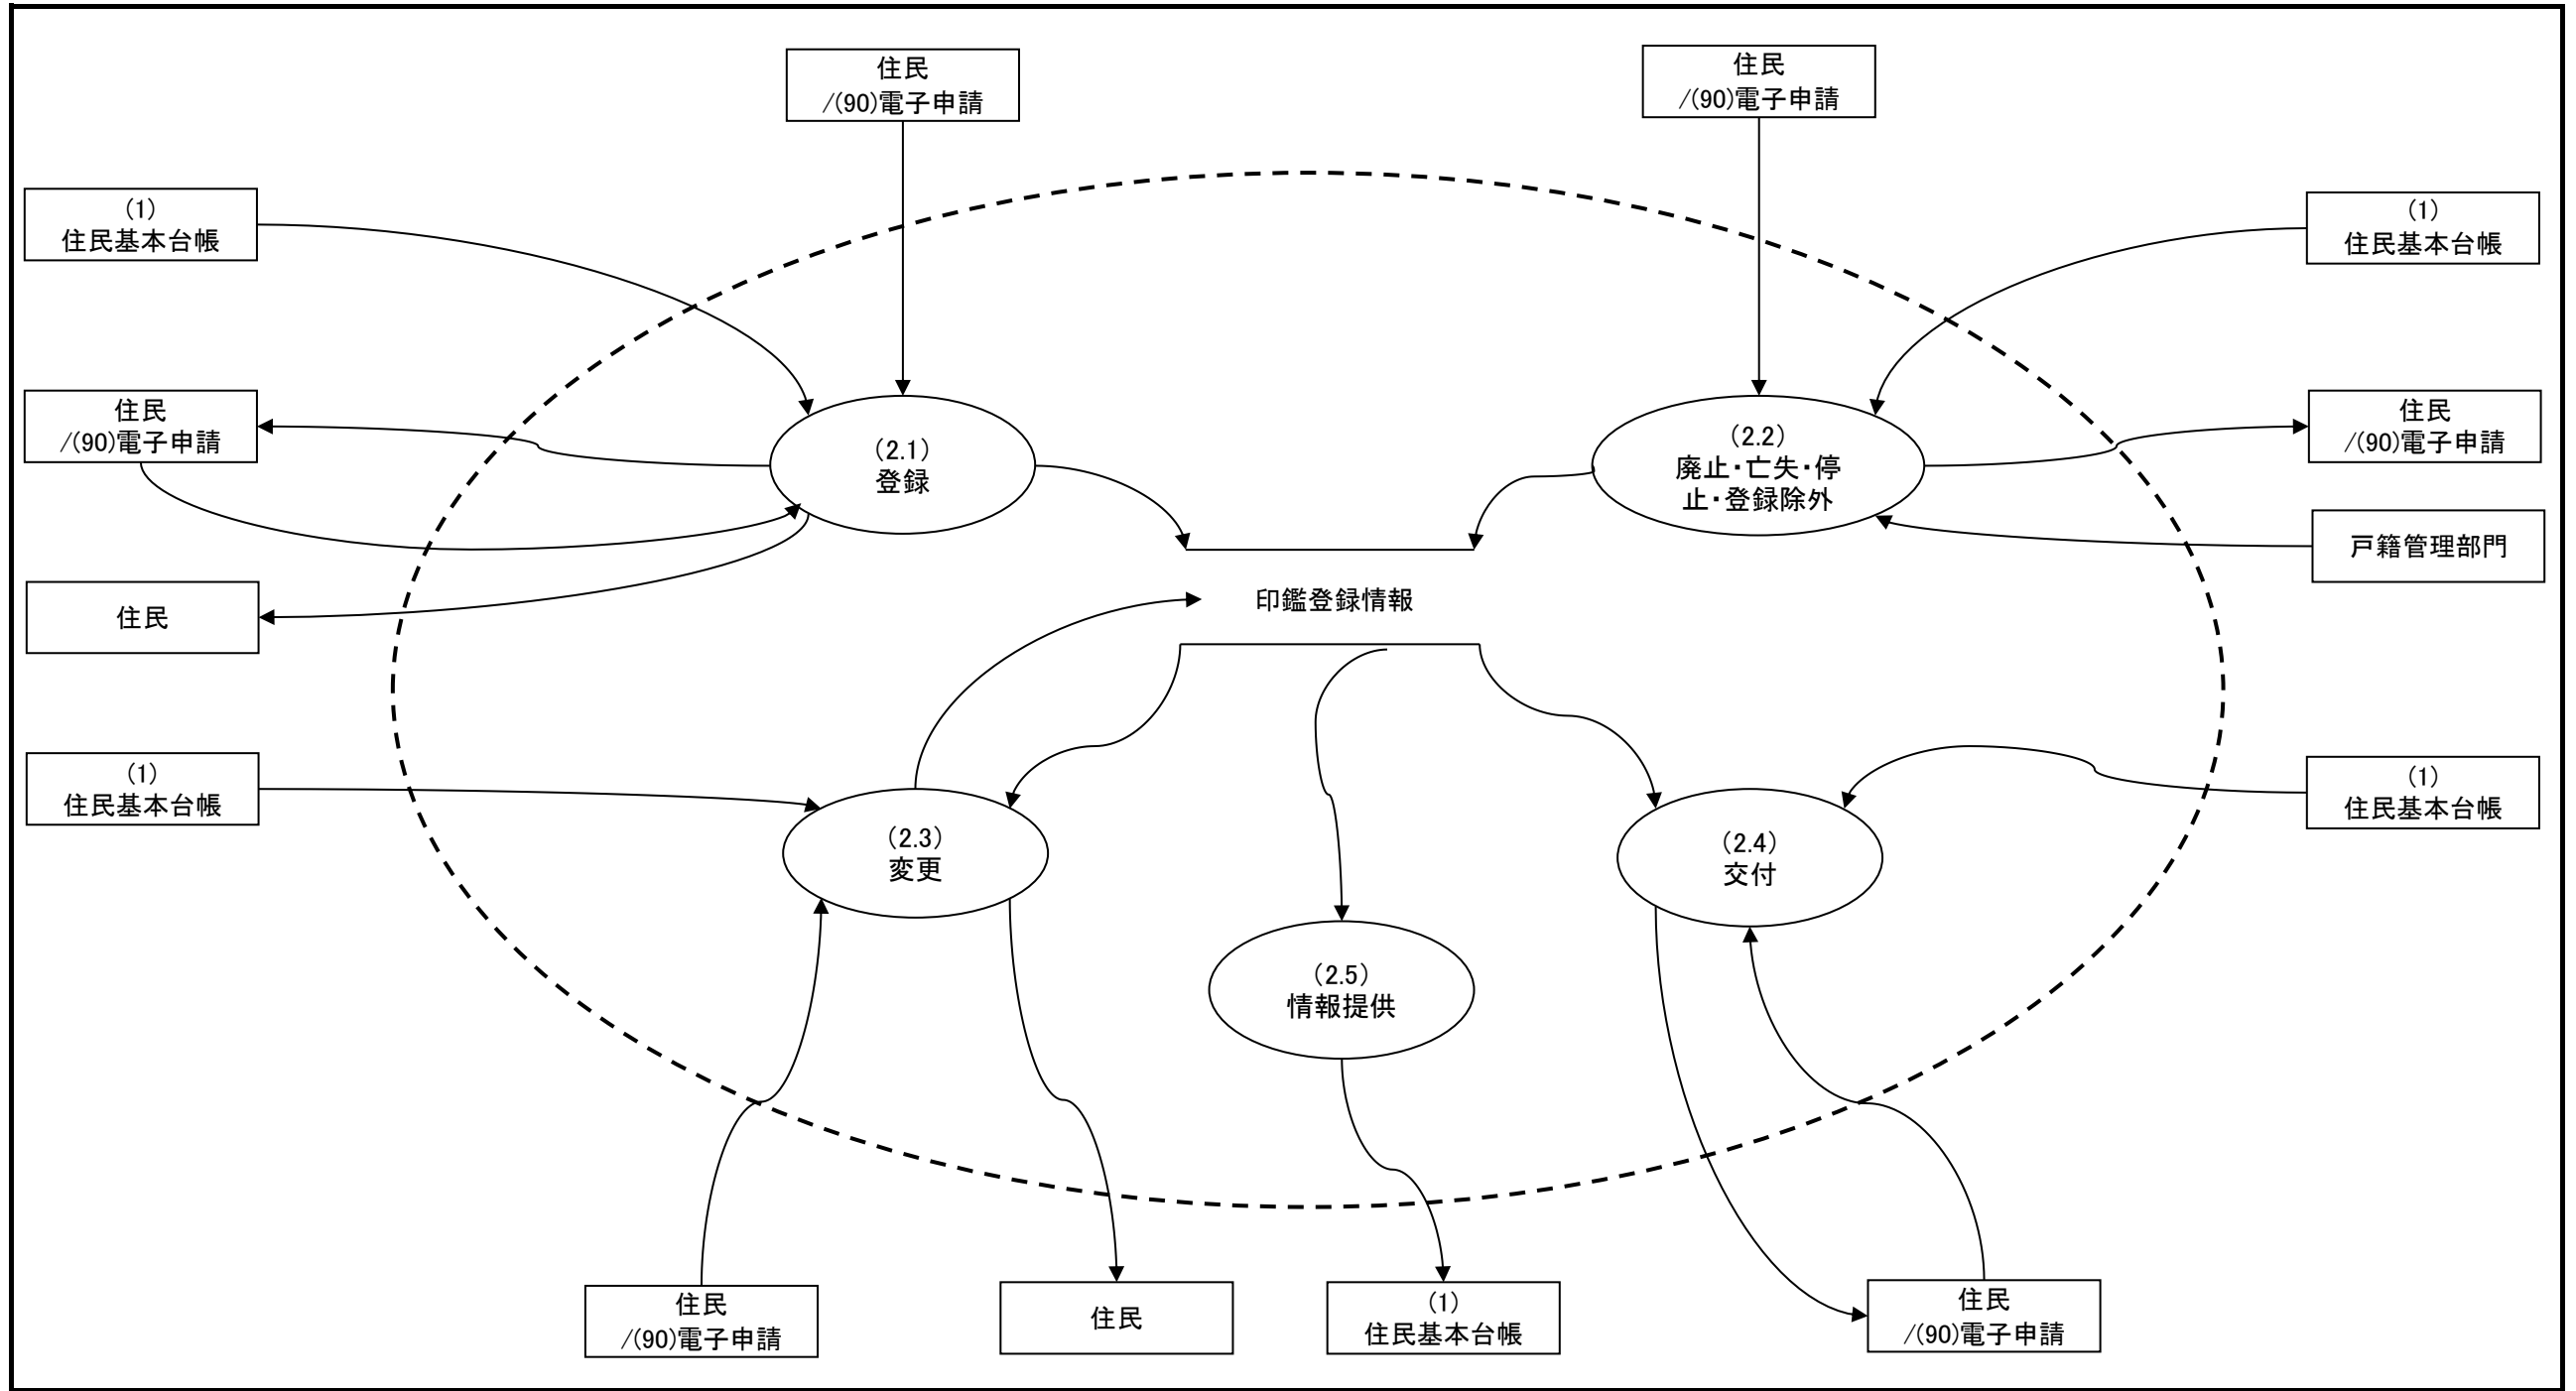 住民
/(90)電子申請
住民
/(90)電子申請
(1)
住民基本台帳
(1)
住民基本台帳
住民
/(90)電子申請
(2.1)
登録
(2.2)
廃止・亡失・停
止・登録除外
住民
/(90)電子申請
戸籍管理部門
住民
印鑑登録情報
(1)
住民基本台帳
(2.3)
変更
(2.4)
交付
(1)
住民基本台帳
(2.5)
情報提供
住民
/(90)電子申請
住民
(1)
住民基本台帳
住民
/(90)電子申請